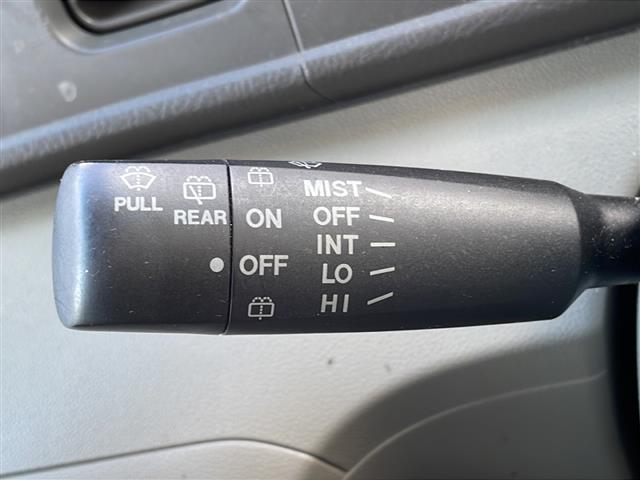 PULL
REAR
ON
OFF
MIST
OFF
INT
LO
HI